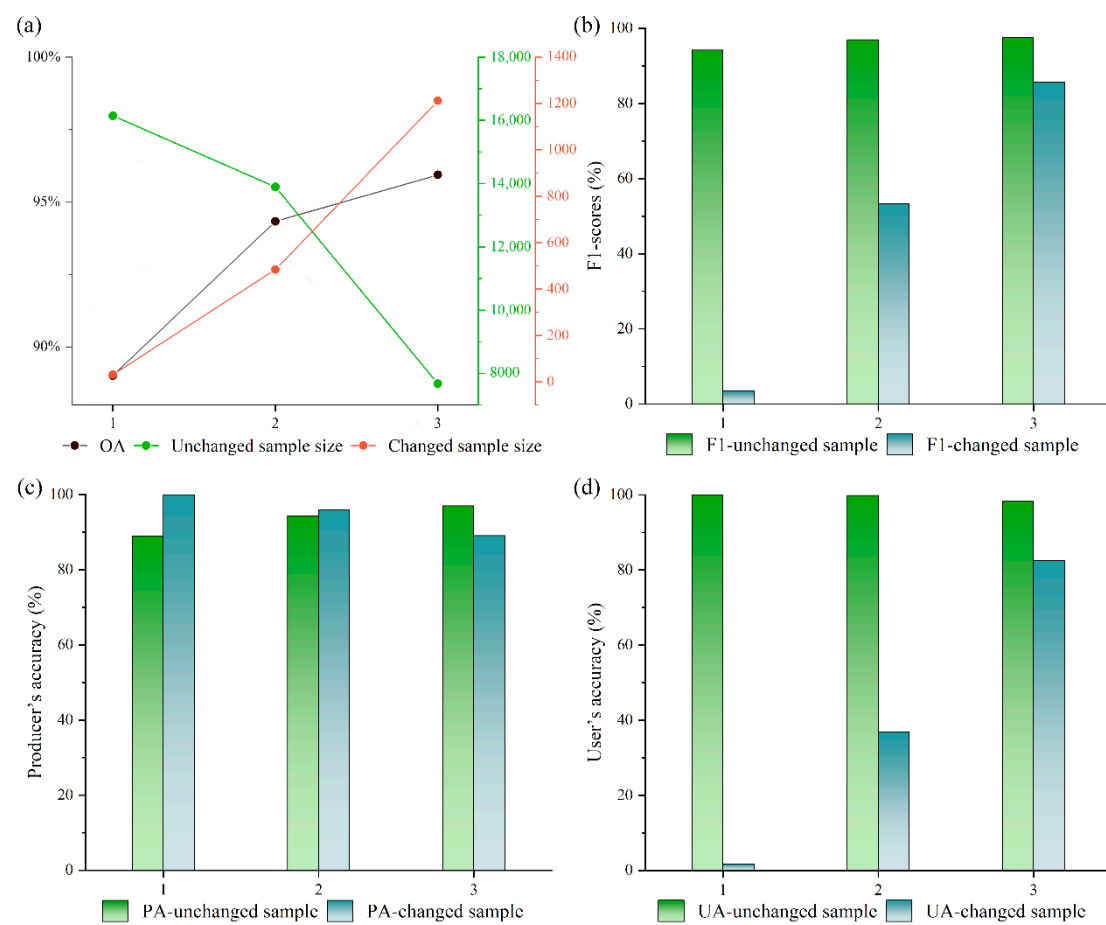 (a)
100%
95%
90%
18,000
16,000
14,000
12,000
10,000
8000
1400
1200
1000
800
600
400
200
0
1 2 3
OA Unchanged sample size Changed sample size
(b)
F1-scores (%)
100
80
60
40
20
0
1 2 3
F1-unchanged sample F1-changed sample
(c)
Producer's accuracy (%)
100
80
60
40
20
0
1 2 3
PA-unchanged sample PA-changed sample
(d)
User's accuracy (%)
100
80
60
40
20
0
1 2 3
UA-unchanged sample UA-changed sample